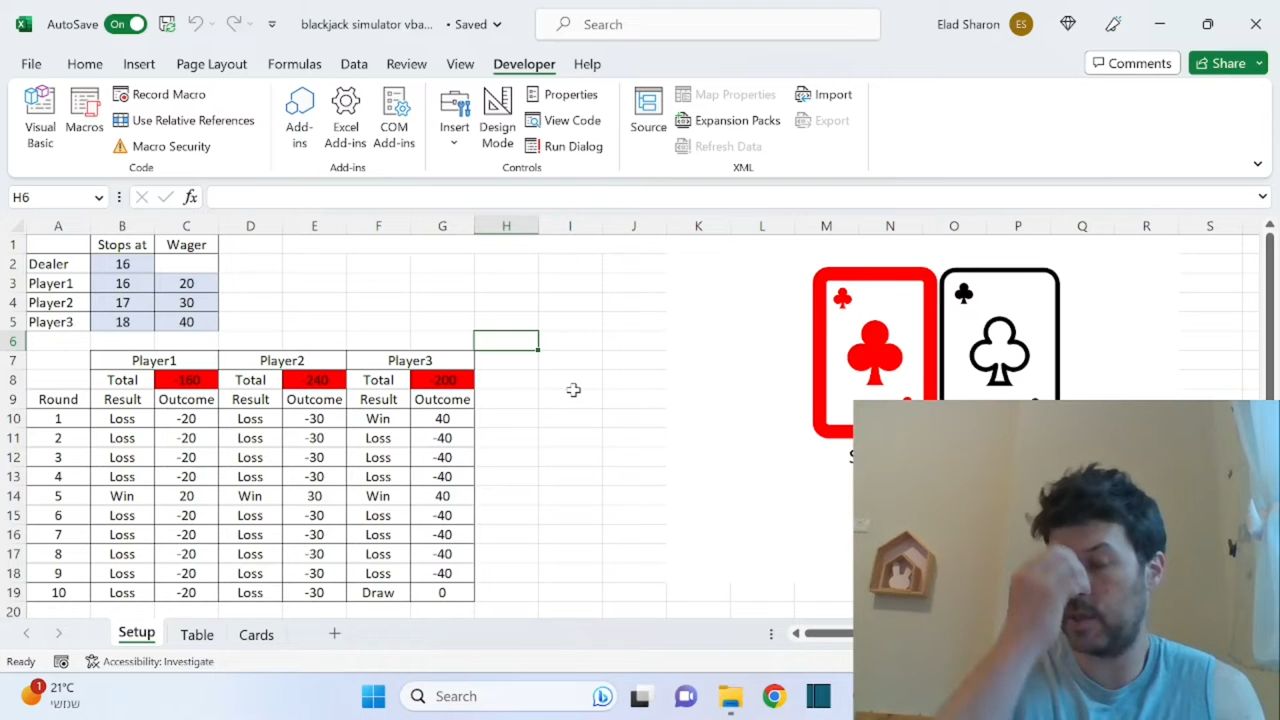 AutoSave On blackjack simulator vba... • Saved Search Elad Sharon ES
File Home Insert Page Layout Formulas Data Review View Developer Help Comments Share
Visual Basic
Macros
Record Macro
Use Relative References
Macro Security
Code
Add-ins
Excel Add-ins
COM Add-ins
Add-ins
Insert
Design Mode
Properties
View Code
Run Dialog
Controls
Source
Map Properties
Expansion Packs
Refresh Data
Import
Export
XML
H6 fx
A B C D E F G H I J K L M N O P Q R S
1 Stops at Wager
2 Dealer 16
3 Player1 16 20
4 Player2 17 30
5 Player3 18 40
6
7 Player1 Player2 Player3
8 Total -160 Total -240 Total -200
9 Round Result Outcome Result Outcome Result Outcome
10 1 Loss -20 Loss -30 Win 40
11 2 Loss -20 Loss -30 Loss -40
12 3 Loss -20 Loss -30 Loss -40
13 4 Loss -20 Loss -30 Loss -40
14 5 Win 20 Win 30 Win 40
15 6 Loss -20 Loss -30 Loss -40
16 7 Loss -20 Loss -30 Loss -40
17 8 Loss -20 Loss -30 Loss -40
18 9 Loss -20 Loss -30 Loss -40
19 10 Loss -20 Loss -30 Draw 0
20
Setup Table Cards
Ready Accessibility: Investigate
1 21°C
שמשי
Search